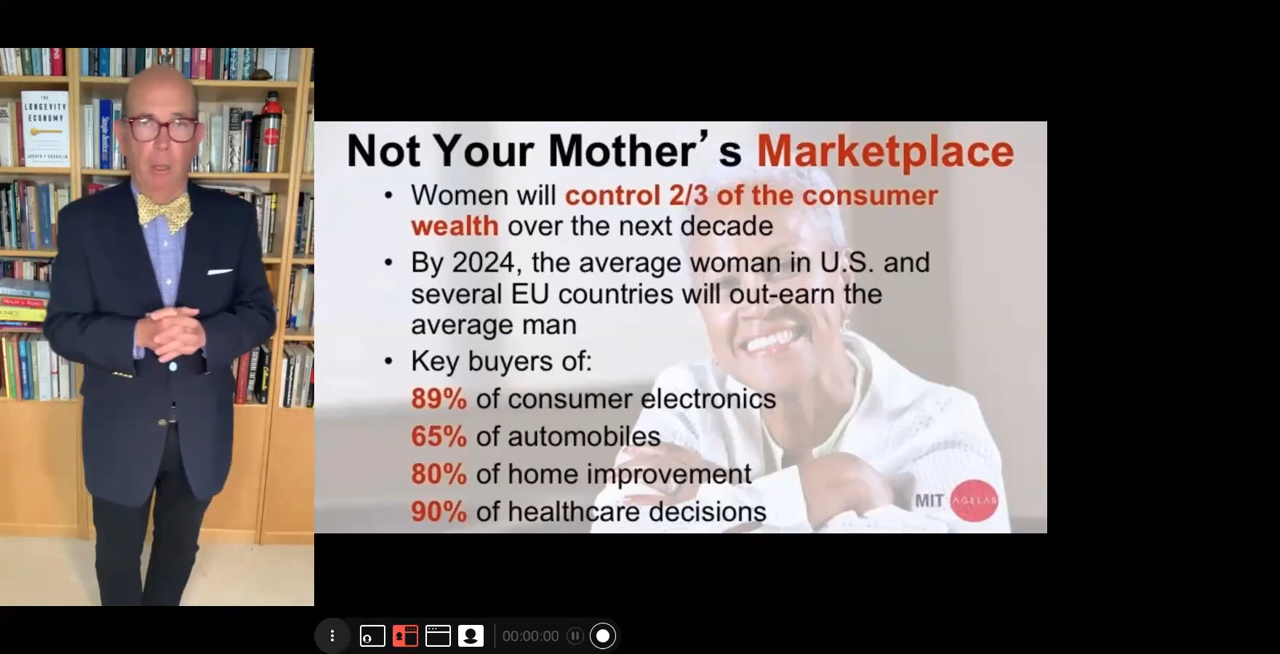 THE
LONGEVITY
ECONOMY
JOSEPH F. COUGHLIN
Not Your Mother’s Marketplace
• Women will control 2/3 of the consumer
wealth over the next decade
• By 2024, the average woman in U.S. and
several EU countries will out-earn the
average man
• Key buyers of:
89% of consumer electronics
65% of automobiles
80% of home improvement
90% of healthcare decisions
MIT AGELAB
00:00:00